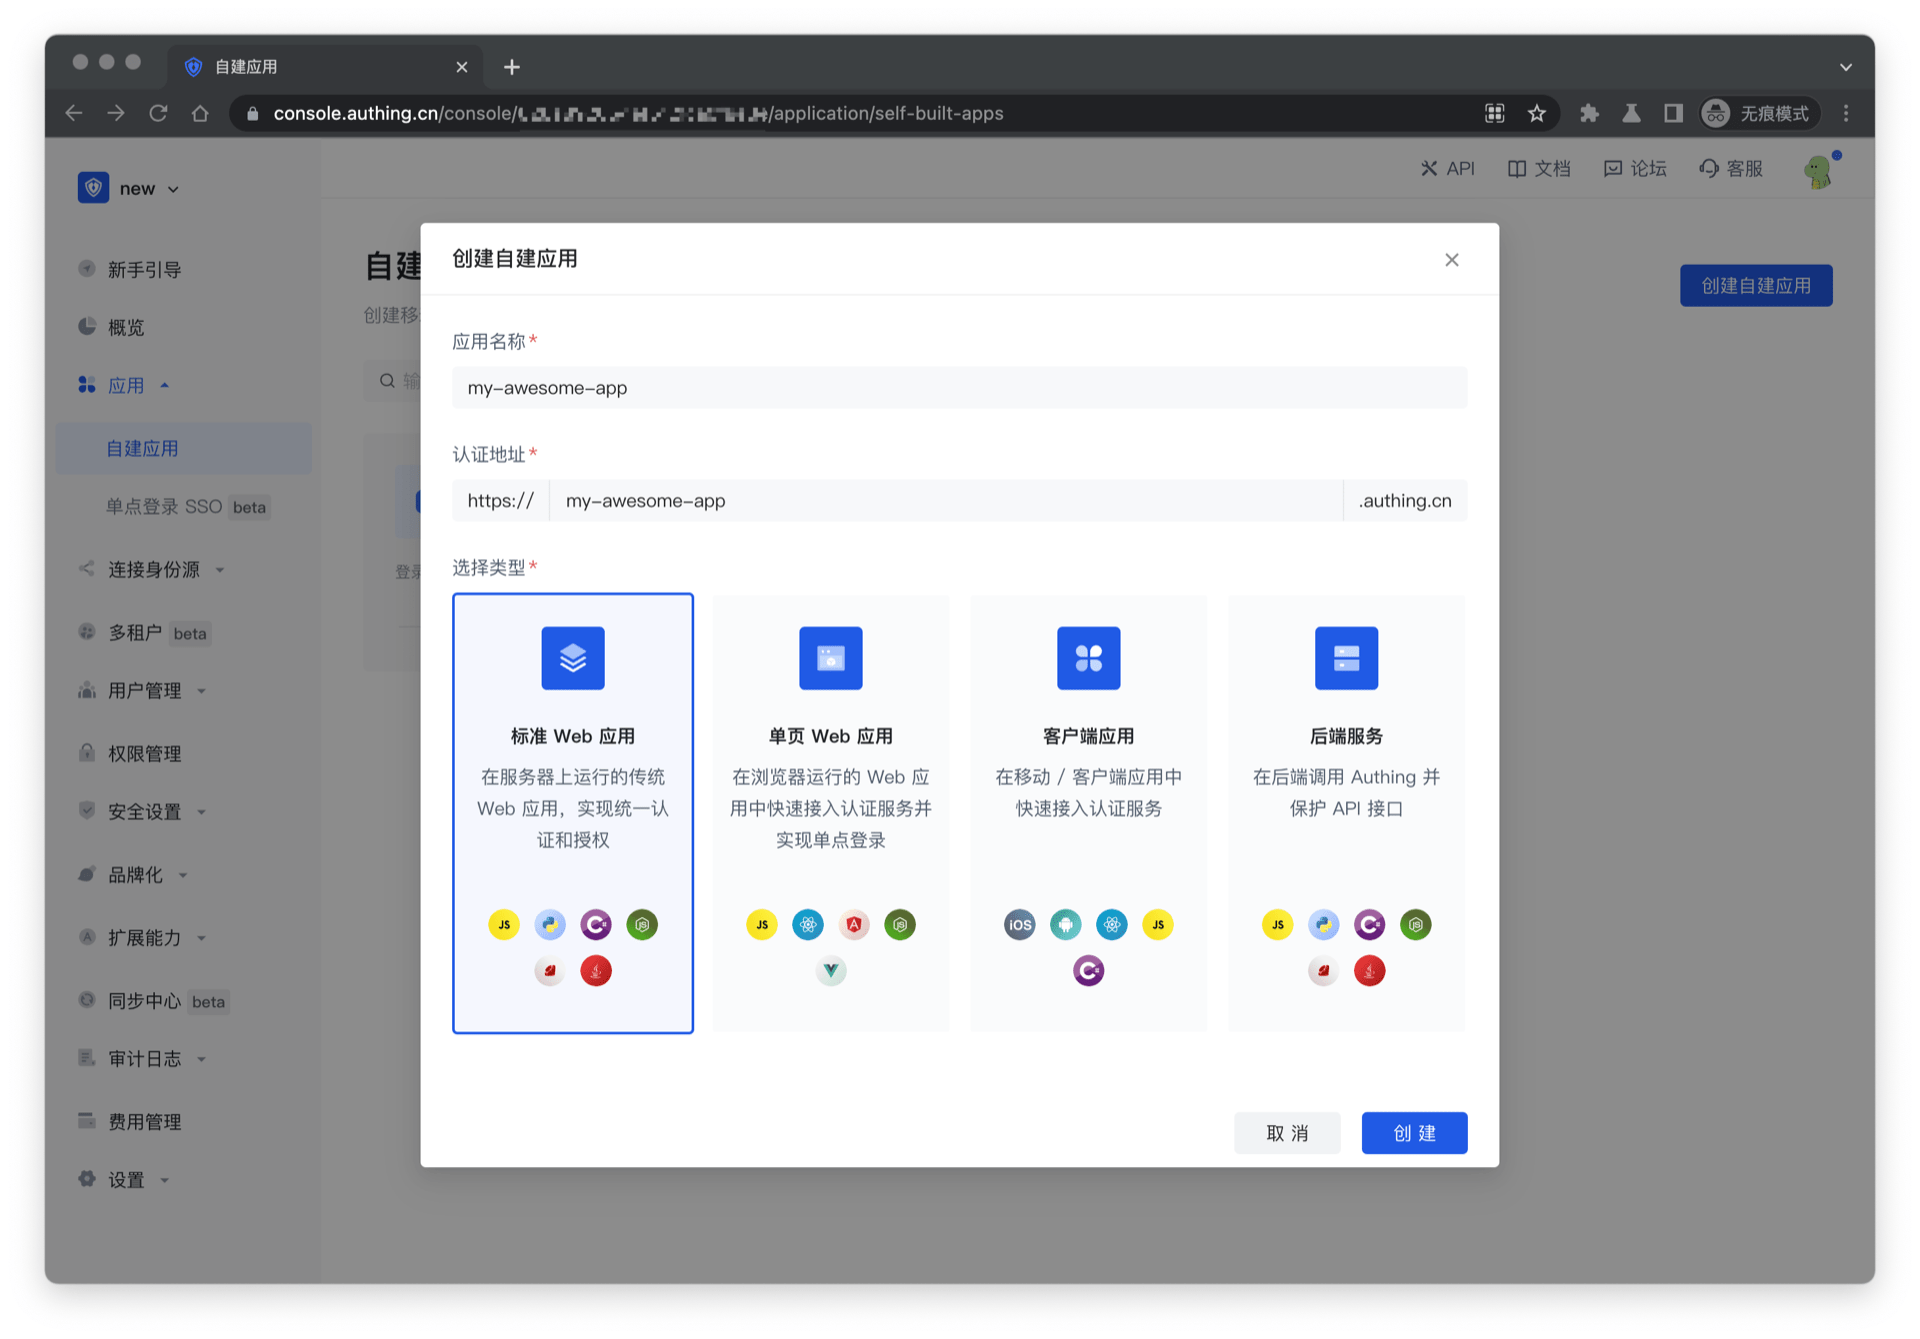 自建应用
console.authing.cn/console/
/application/self-built-apps
无痕模式
new
API
文档
论坛
客服
新手引导
概览
应用
自建应用
单点登录 SSO beta
连接身份源
多租户 beta
用户管理
权限管理
安全设置
品牌化
扩展能力
同步中心 beta
审计日志
费用管理
设置
自建
创建移
创建自建应用
输
登录
创建自建应用
应用名称*
my-awesome-app
认证地址*
https://
my-awesome-app
.authing.cn
选择类型*
标准 Web 应用
在服务器上运行的传统
Web 应用，实现统一认
证和授权
JS
单页 Web 应用
在浏览器运行的 Web 应
用中快速接入认证服务并
实现单点登录
JS
客户端应用
在移动 / 客户端应用中
快速接入认证服务
iOS
JS
后端服务
在后端调用 Authing 并
保护 API 接口
JS
取 消
创 建